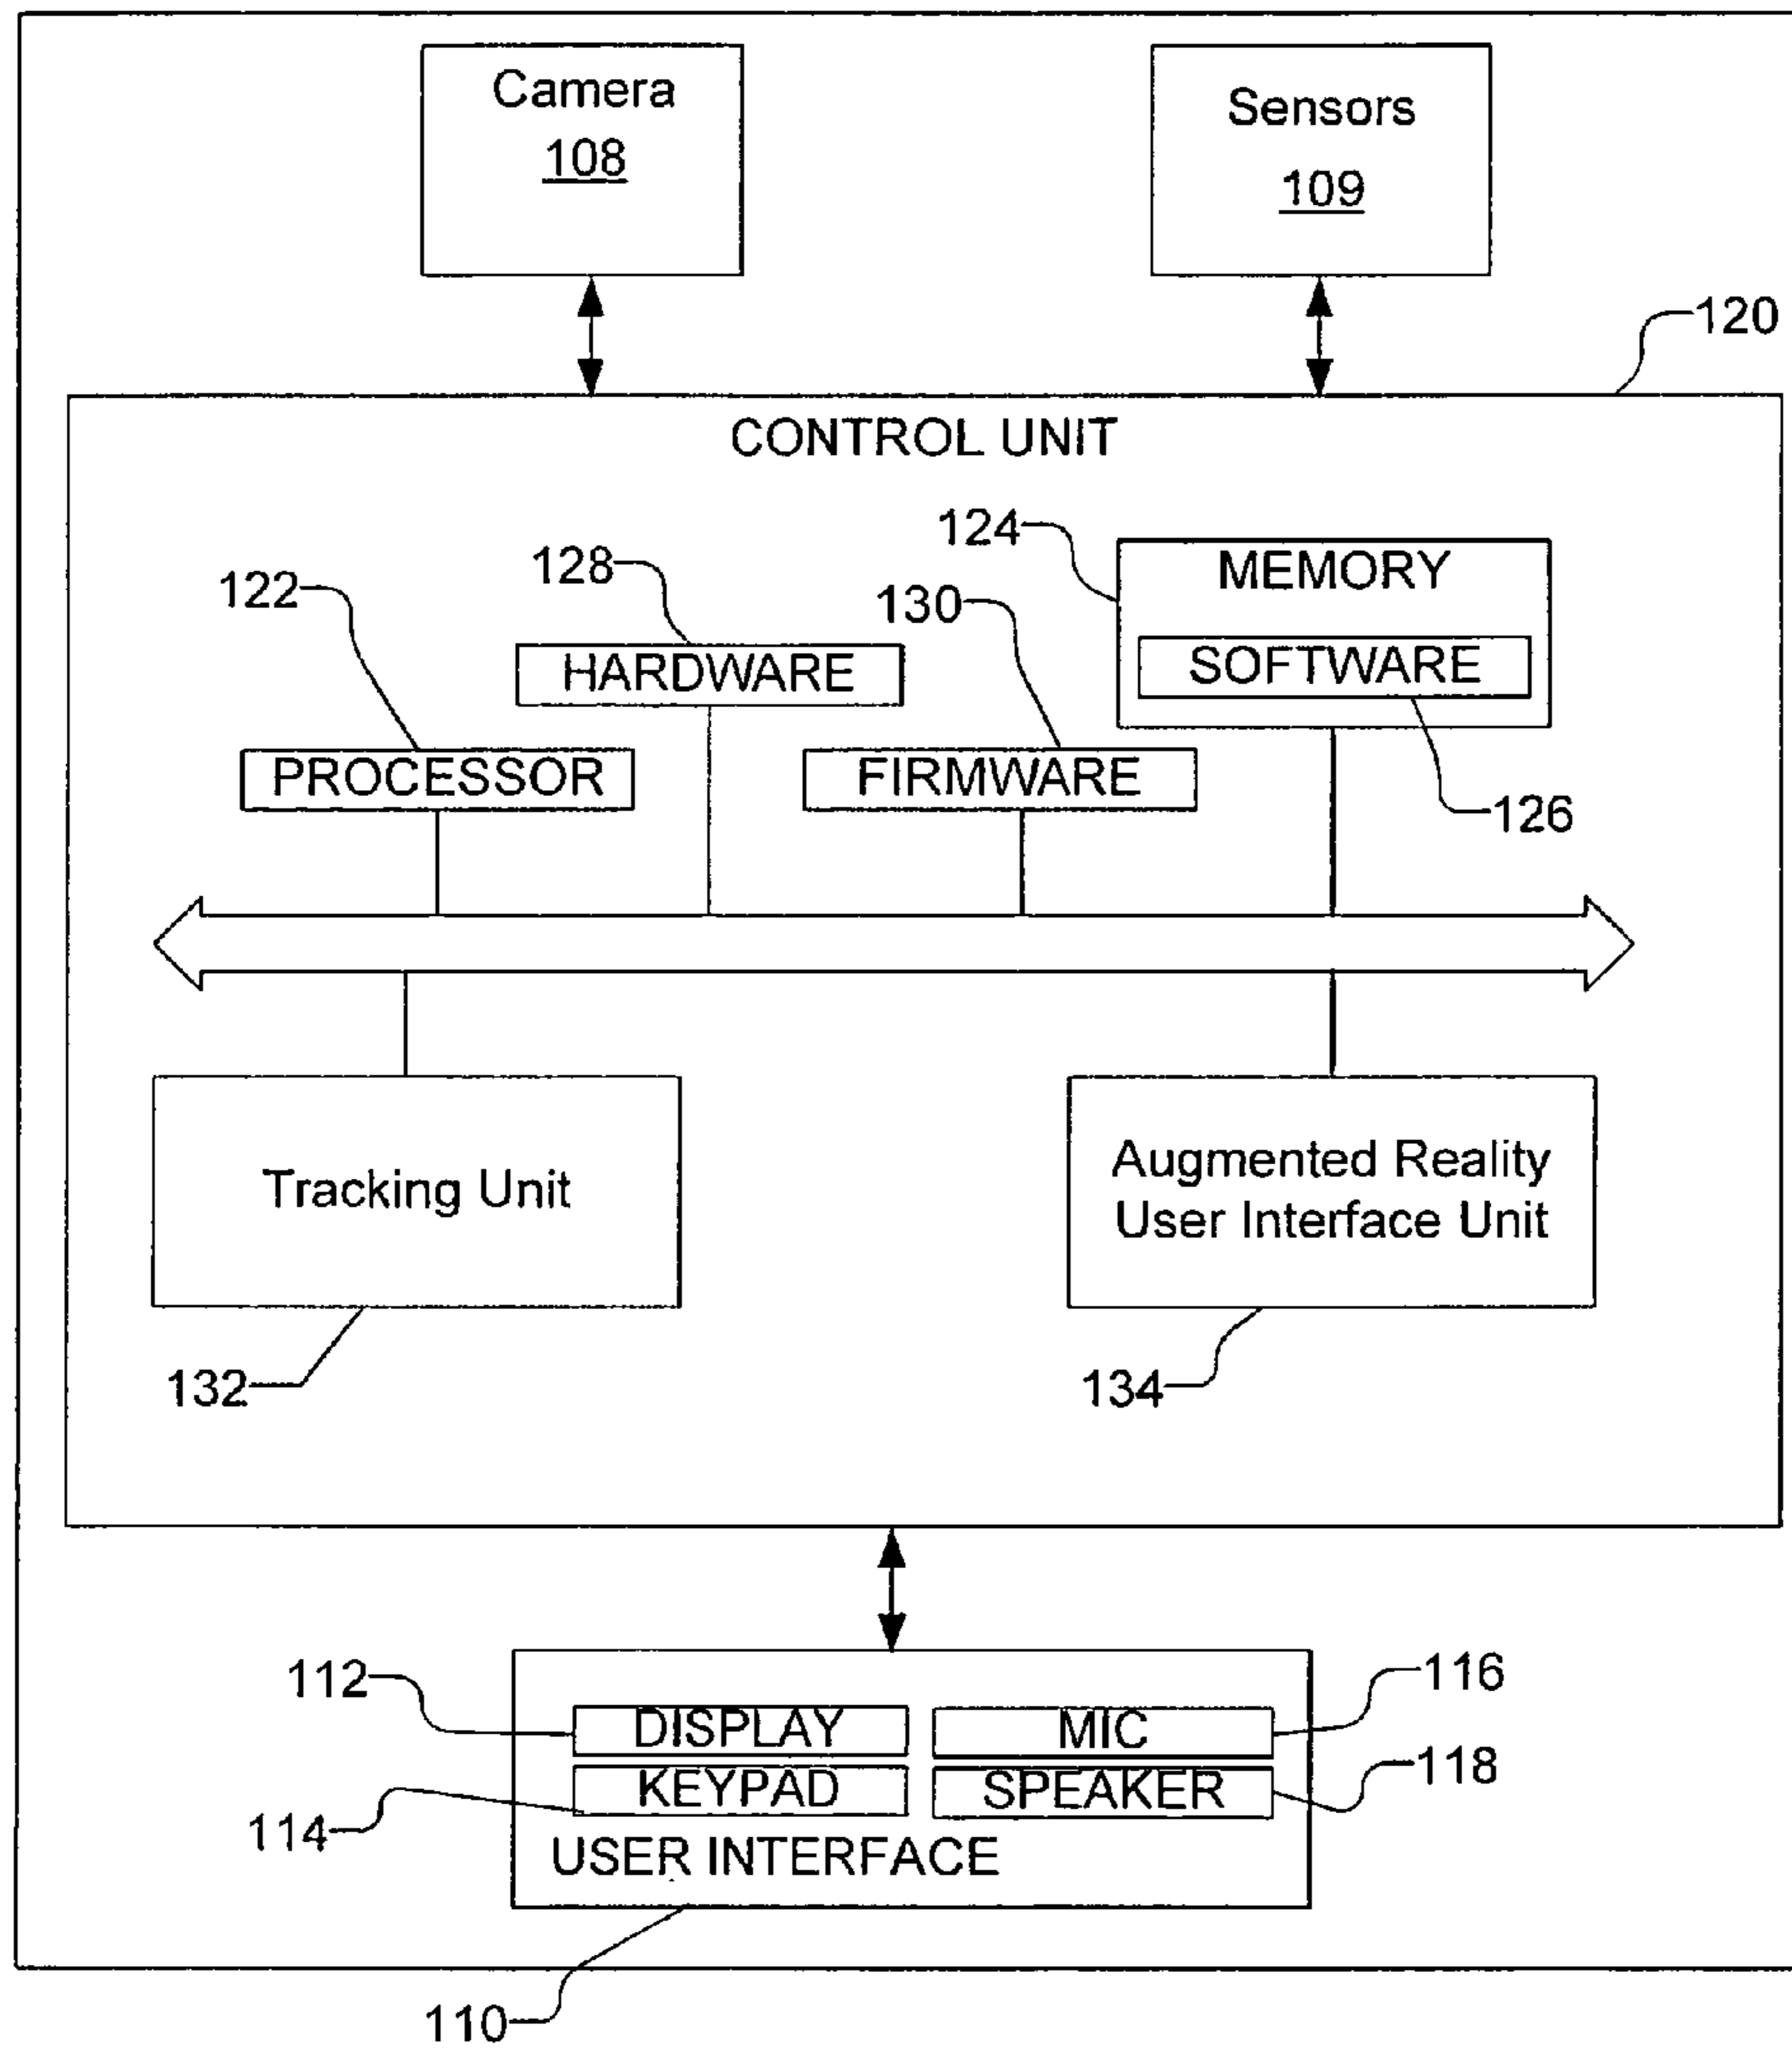 Camera
108
Sensors
109
120
CONTROL UNIT
124
MEMORY
128
122
130
HARDWARE
SOFTWARE
PROCESSOR
FIRMWARE
126
Tracking Unit
Augmented Reality
User Interface Unit
132
134
112
116
DISPLAY
MIC
118
KEYPAD
SPEAKER
114
USER INTERFACE
110